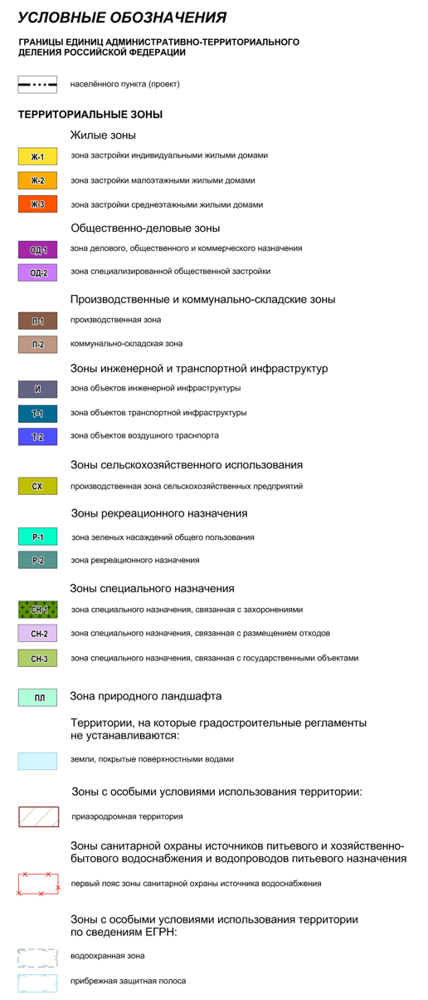 УСЛОВНЫЕ ОБОЗНАЧЕНИЯ
ГРАНИЦЫ ЕДИНИЦ АДМИНИСТРАТИВНО-ТЕРРИТОРИАЛЬНОГО
ДЕЛЕНИЯ РОССИЙСКОЙ ФЕДЕРАЦИИ
населённого пункта (проект)
ТЕРРИТОРИАЛЬНЫЕ ЗОНЫ
Жилые зоны
Ж-1 зона застройки индивидуальными жилыми домами
Ж-2 зона застройки малоэтажными жилыми домами
Ж-3 зона застройки среднеэтажными жилыми домами
Общественно-деловые зоны
ОД-1 зона делового, общественного и коммерческого назначения
ОД-2 зона специализированной общественной застройки
Производственные и коммунально-складские зоны
П-1 производственная зона
П-2 коммунально-складская зона
Зоны инженерной и транспортной инфраструктур
И зона объектов инженерной инфраструктуры
Т-1 зона объектов транспортной инфраструктуры
Т-2 зона объектов воздушного траснпорта
Зоны сельскохозяйственного использования
СХ производственная зона сельскохозяйственных предприятий
Зоны рекреационного назначения
Р-1 зона зеленых насаждений общего пользования
Р-2 зона рекреационного назначения
Зоны специального назначения
СН-1 зона специального назначения, связанная с захоронениями
СН-2 зона специального назначения, связанная с размещением отходов
СН-3 зона специального назначения, связанная с государственными объектами
ПЛ Зона природного ландшафта
Территории, на которые градостроительные регламенты
не устанавливаются:
земли, покрытые поверхностными водами
Зоны с особыми условиями использования территории:
приаэродромная территория
Зоны санитарной охраны источников питьевого и хозяйственно-
бытового водоснабжения и водопроводов питьевого назначения
первый пояс зоны санитарной охраны источника водоснабжения
Зоны с особыми условиями использования территории
по сведениям ЕГРН:
водоохранная зона
прибрежная защитная полоса